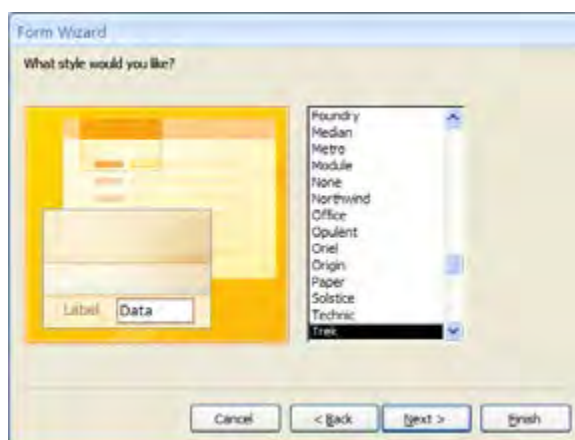 Form Wizard
What style would you like?
Foundry
Median
Metro
Module
None
Northwind
Office
Opulent
Oriel
Origin
Paper
Solstice
Technic
Trek
Label Data
Cancel < Back Next > Finish